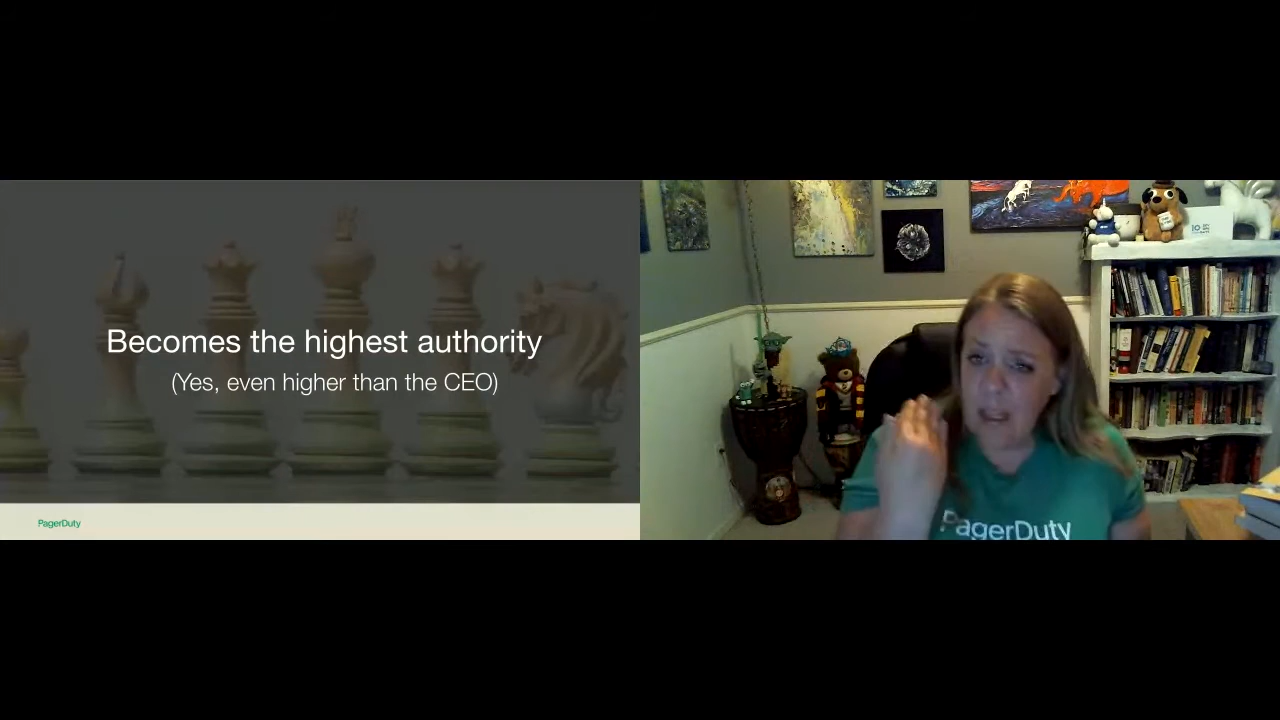 Becomes the highest authority
(Yes, even higher than the CEO)
PagerDuty
PagerDuty